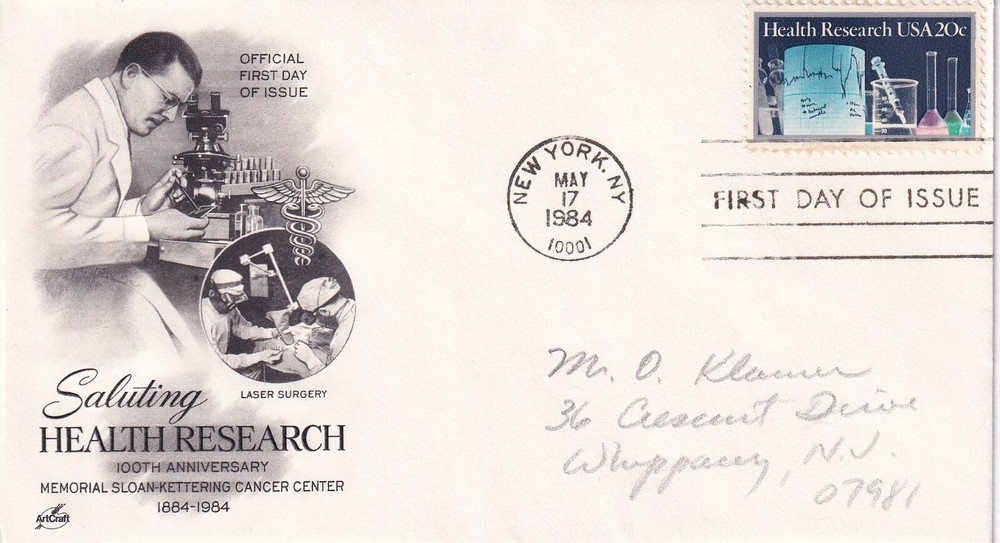 OFFICIAL
FIRST DAY
OF ISSUE
Health Research USA 20c
NEW YORK, NY
MAY
17
1984
10001
FIRST DAY OF ISSUE
LASER SURGERY
Saluting
HEALTH RESEARCH
100TH ANNIVERSARY
MEMORIAL SLOAN-KETTERING CANCER CENTER
1884-1984
ArtCraft
Mr. O. Klamer
36 Crescent Drive
Whippany, N.J.
07981